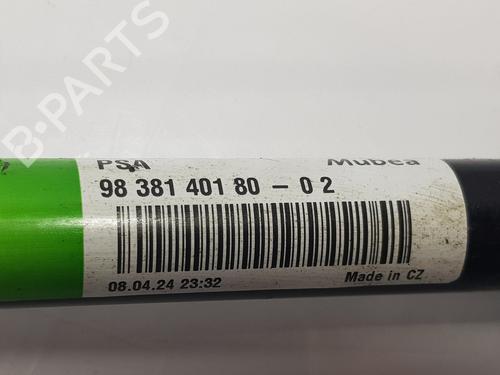 B-PARTS
PSA Mubea
98 381 401 80 - 0 2
08.04.24 23:32 Made in CZ